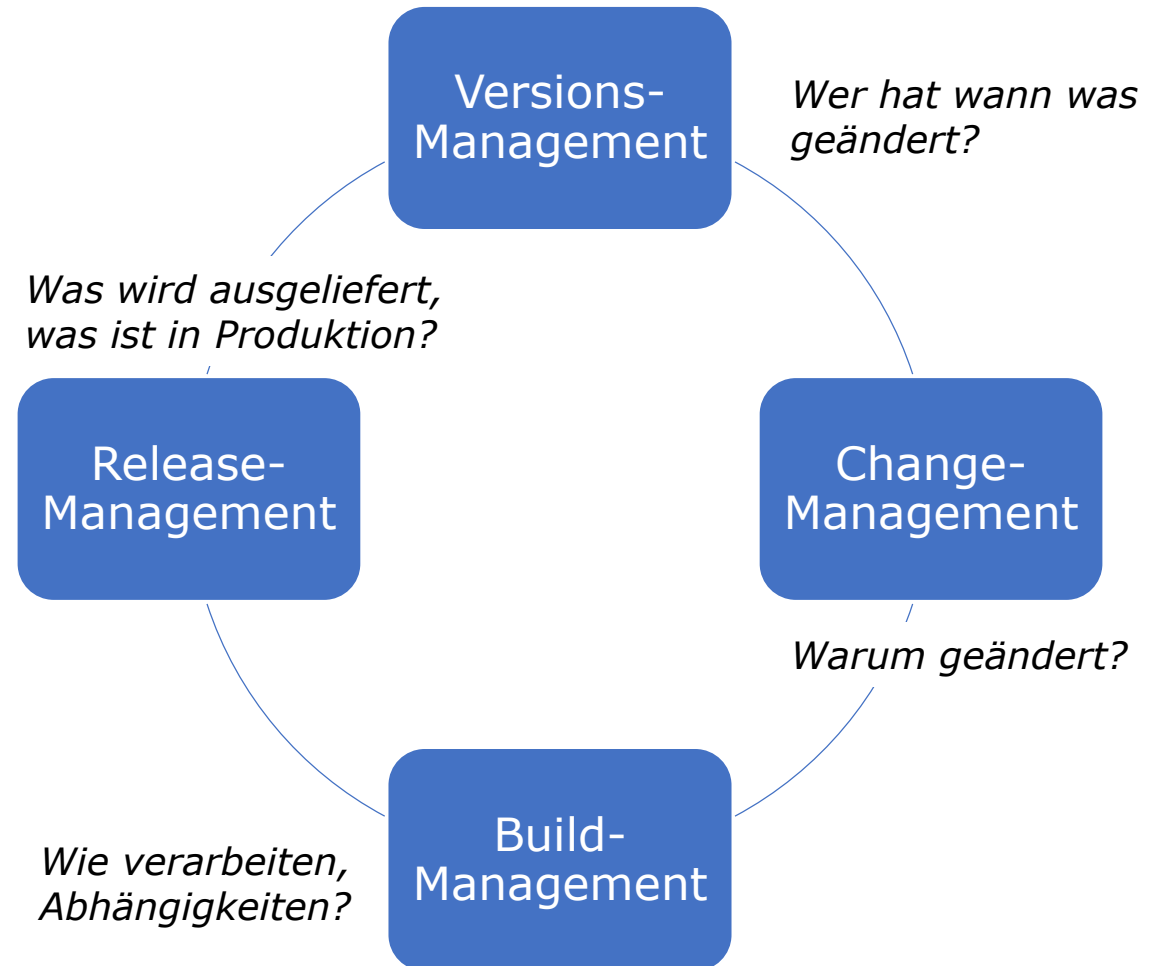 Versions-
Management
Wer hat wann was
geändert?
Was wird ausgeliefert,
was ist in Produktion?
Release-
Management
Change-
Management
Warum geändert?
Build-
Management
Wie verarbeiten,
Abhängigkeiten?